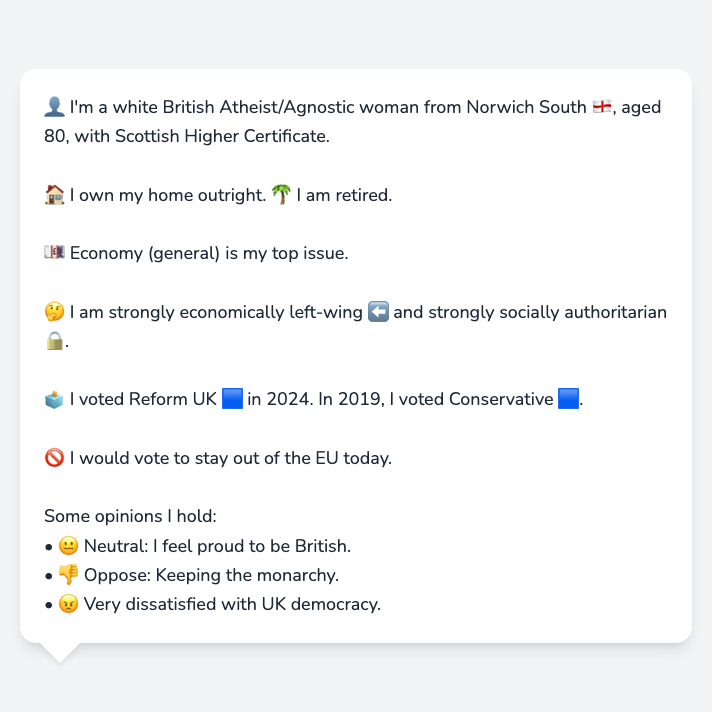 👤 I'm a white British Atheist/Agnostic woman from Norwich South 🏴󠁧󠁢󠁥󠁮󠁧󠁿, aged
80, with Scottish Higher Certificate.
🏠 I own my home outright. 🌴 I am retired.
💷 Economy (general) is my top issue.
🤔 I am strongly economically left-wing ⬅️ and strongly socially authoritarian
🔒.
🗳️ I voted Reform UK 🟦 in 2024. In 2019, I voted Conservative 🟦.
🚫 I would vote to stay out of the EU today.
Some opinions I hold:
• 😐 Neutral: I feel proud to be British.
• 👎 Oppose: Keeping the monarchy.
• 😠 Very dissatisfied with UK democracy.